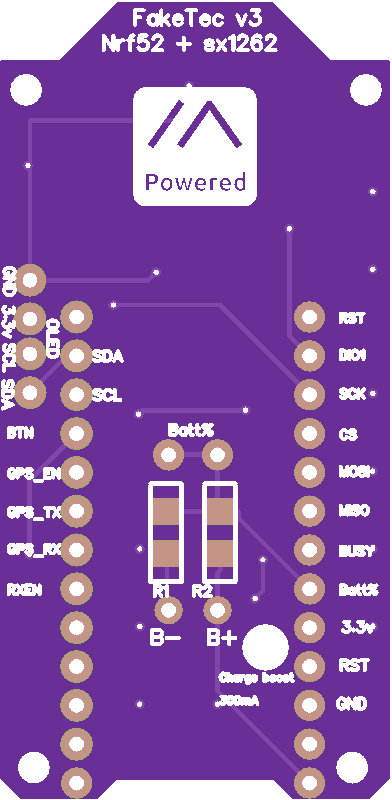 FakeTec v3
Nrf52 + sx1262
Powered
GND
3.3v
SCL
SDA
OLED
SDA
SCL
BTN
GPS_EN
GPS_TX
GPS_RX
RXEN
Batt%
R1
R2
B-
B+
Charge boost
300mA
RST
DIO1
SCK
CS
MOSI
MISO
BUSY
Batt%
3.3v
RST
GND